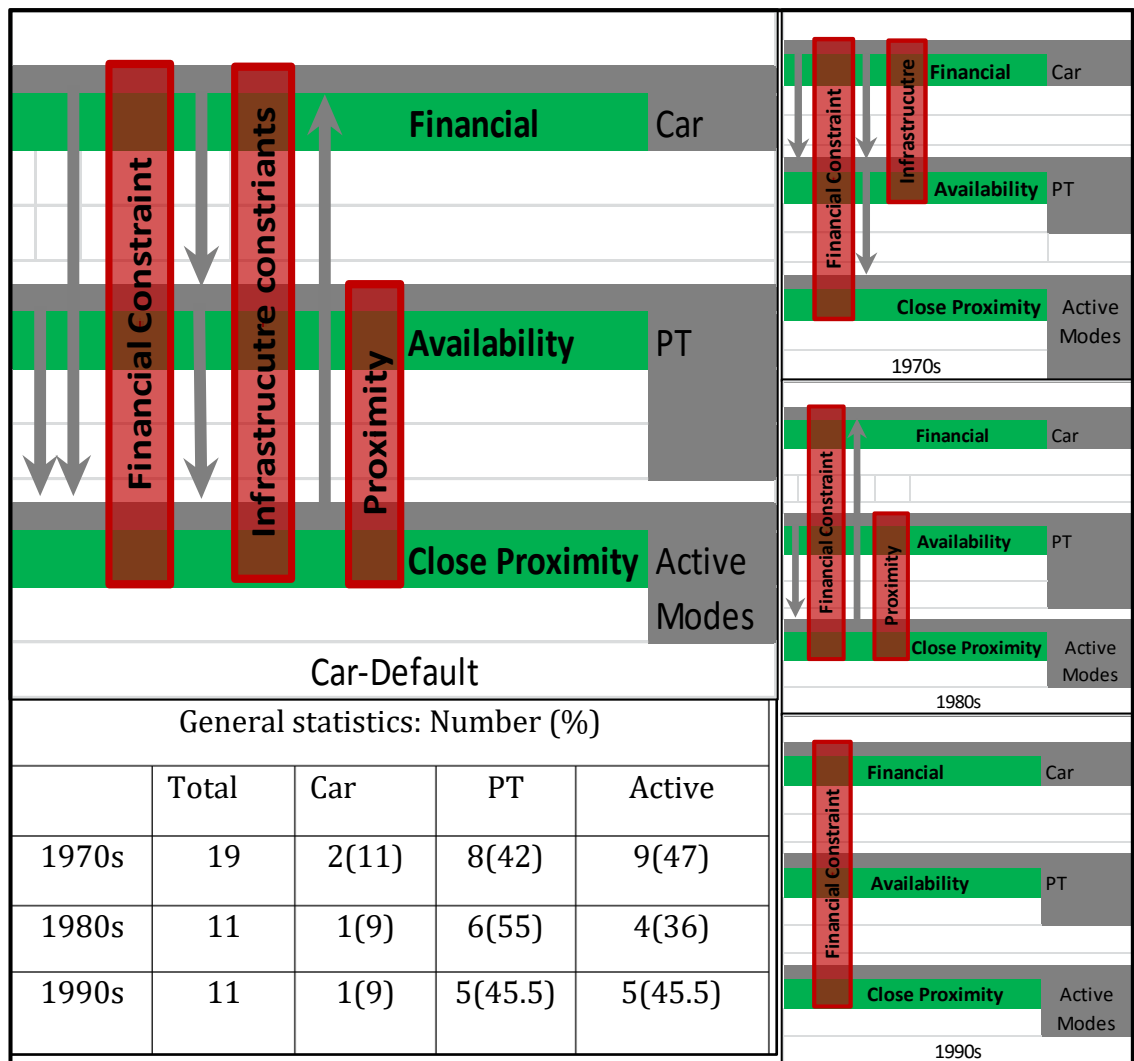 Financial Constraint
Infrastrucutre constriants
Proximity
Financial
Car
Availability
PT
Close Proximity
Active
Modes
Car-Default
General statistics: Number (%)
Total Car PT Active
1970s 19 2(11) 8(42) 9(47)
1980s 11 1(9) 6(55) 4(36)
1990s 11 1(9) 5(45.5) 5(45.5)
Financial Constraint
Infrastrucutre
Financial
Car
Availability
PT
Close Proximity
Active
Modes
1970s
Financial Constraint
Proximity
Financial
Car
Availability
PT
Close Proximity
Active
Modes
1980s
Financial Constraint
Financial
Car
Availability
PT
Close Proximity
Active
Modes
1990s